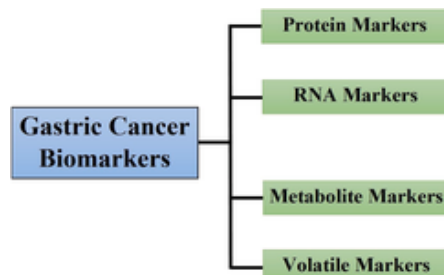 Protein Markers
RNA Markers
Gastric Cancer
Biomarkers
Metabolite Markers
Volatile Markers